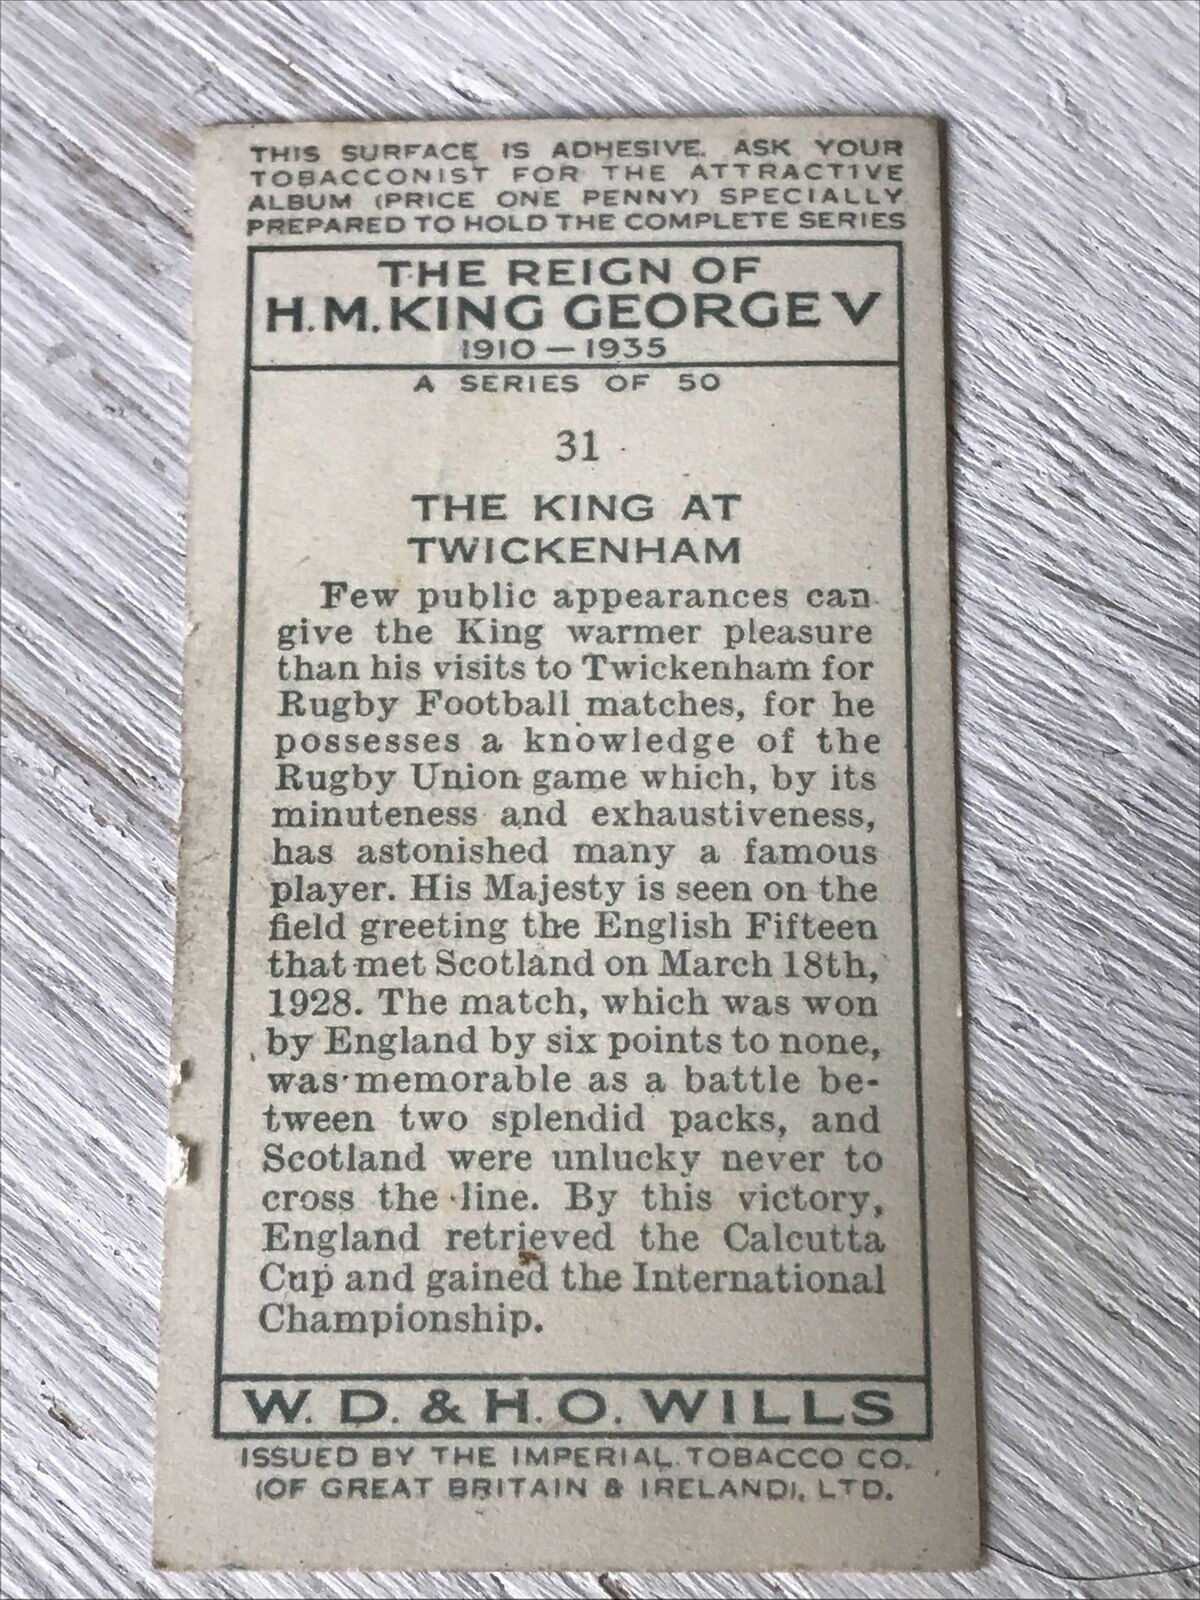 THIS SURFACE IS ADHESIVE. ASK YOUR
TOBACCONIST FOR THE ATTRACTIVE
ALBUM (PRICE ONE PENNY) SPECIALLY
PREPARED TO HOLD THE COMPLETE SERIES
THE REIGN OF
H.M. KING GEORGE V
1910 — 1935
A SERIES OF 50
31
THE KING AT
TWICKENHAM
Few public appearances can
give the King warmer pleasure
than his visits to Twickenham for
Rugby Football matches, for he
possesses a knowledge of the
Rugby Union game which, by its
minuteness and exhaustiveness,
has astonished many a famous
player. His Majesty is seen on the
field greeting the English Fifteen
that met Scotland on March 18th,
1928. The match, which was won
by England by six points to none,
was memorable as a battle be-
tween two splendid packs, and
Scotland were unlucky never to
cross the line. By this victory,
England retrieved the Calcutta
Cup and gained the International
Championship.
W. D. & H. O. WILLS
ISSUED BY THE IMPERIAL TOBACCO CO.
(OF GREAT BRITAIN & IRELAND), LTD.